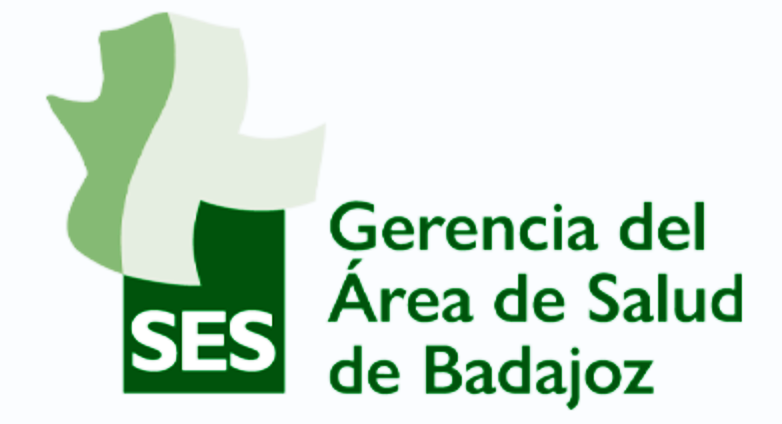 SES
Gerencia del
Área de Salud
de Badajoz